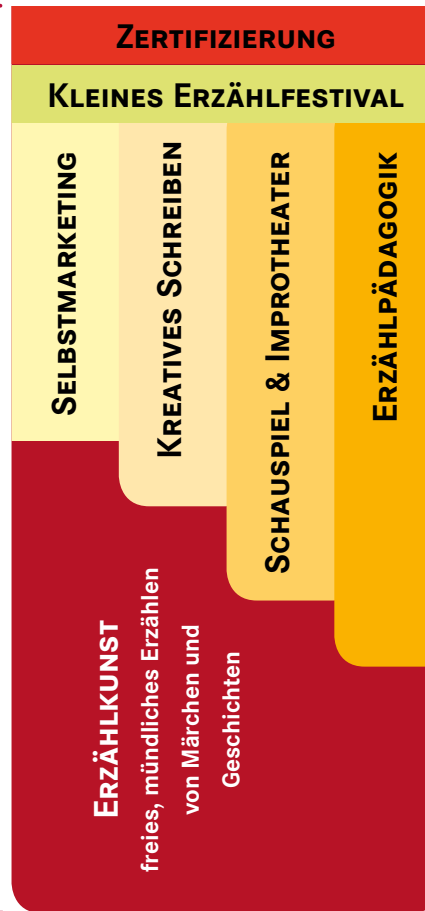 Zertifizierung
Kleines Erzählfestival
Selbstmarketing
Kreatives Schreiben
Schauspiel & Improtheater
Erzählpädagogik
Erzählkunst
freies, mündliches Erzählen
von Märchen und
Geschichten